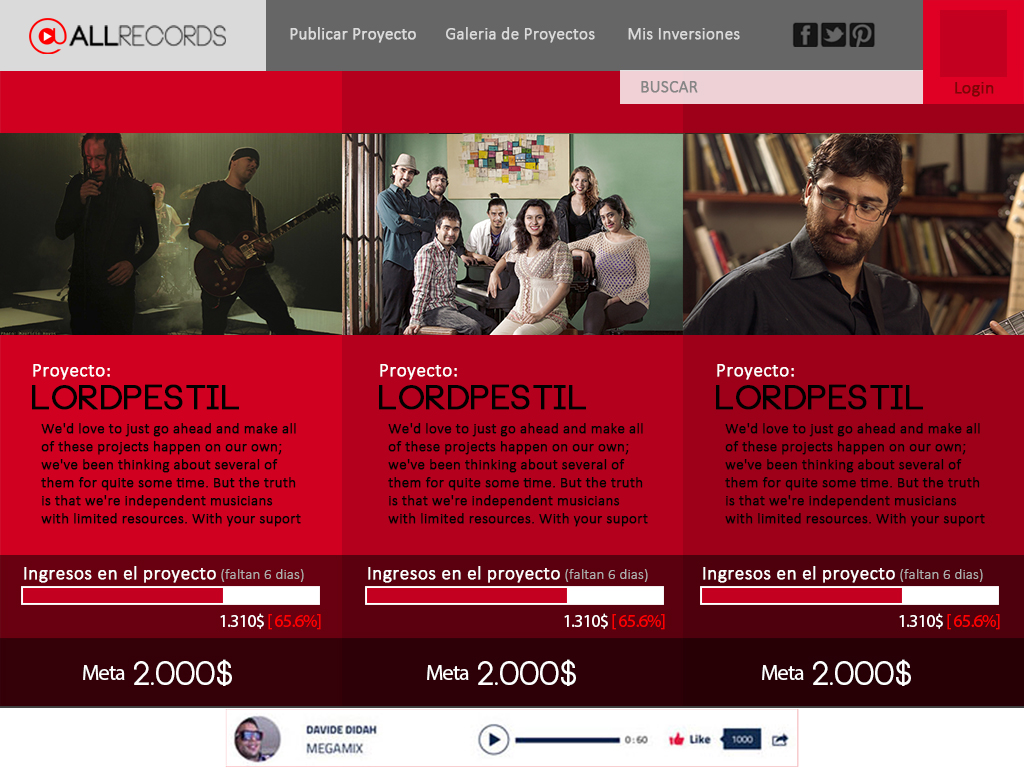 @ALLRECORDS
Publicar Proyecto
Galeria de Proyectos
Mis Inversiones
BUSCAR
Login
Proyecto:
LORDPESTIL
We'd love to just go ahead and make all
of these projects happen on our own;
we've been thinking about several of
them for quite some time. But the truth
is that we're independent musicians
with limited resources. With your suport
Proyecto:
LORDPESTIL
We'd love to just go ahead and make all
of these projects happen on our own;
we've been thinking about several of
them for quite some time. But the truth
is that we're independent musicians
with limited resources. With your suport
Proyecto:
LORDPESTIL
We'd love to just go ahead and make all
of these projects happen on our own;
we've been thinking about several of
them for quite some time. But the truth
is that we're independent musicians
with limited resources. With your suport
Ingresos en el proyecto (faltan 6 dias)
1.310$ [ 65.6%]
Meta 2.000$
Ingresos en el proyecto (faltan 6 dias)
1.310$ [ 65.6%]
Meta 2.000$
Ingresos en el proyecto (faltan 6 dias)
1.310$ [ 65.6%]
Meta 2.000$
DAVIDE DIDAH
MEGAMIX
0:60
Like
1000